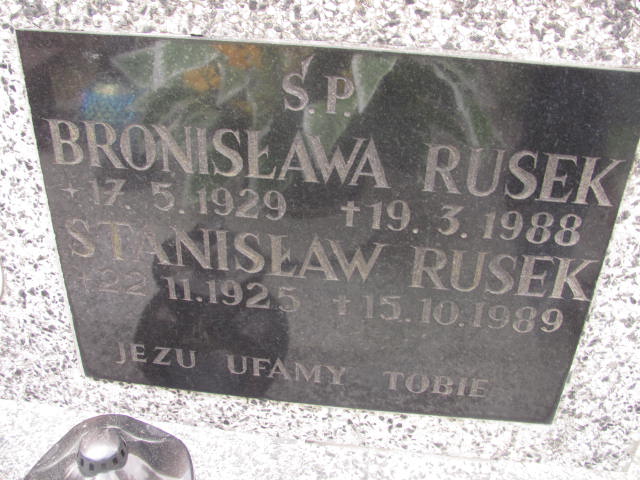 Ś.P.
BRONISŁAWA RUSEK
* 17. 5. 1929 † 19. 3. 1988
STANISŁAW RUSEK
* 22 11.1925 † 15.10.1989
JEZU UFAMY TOBIE